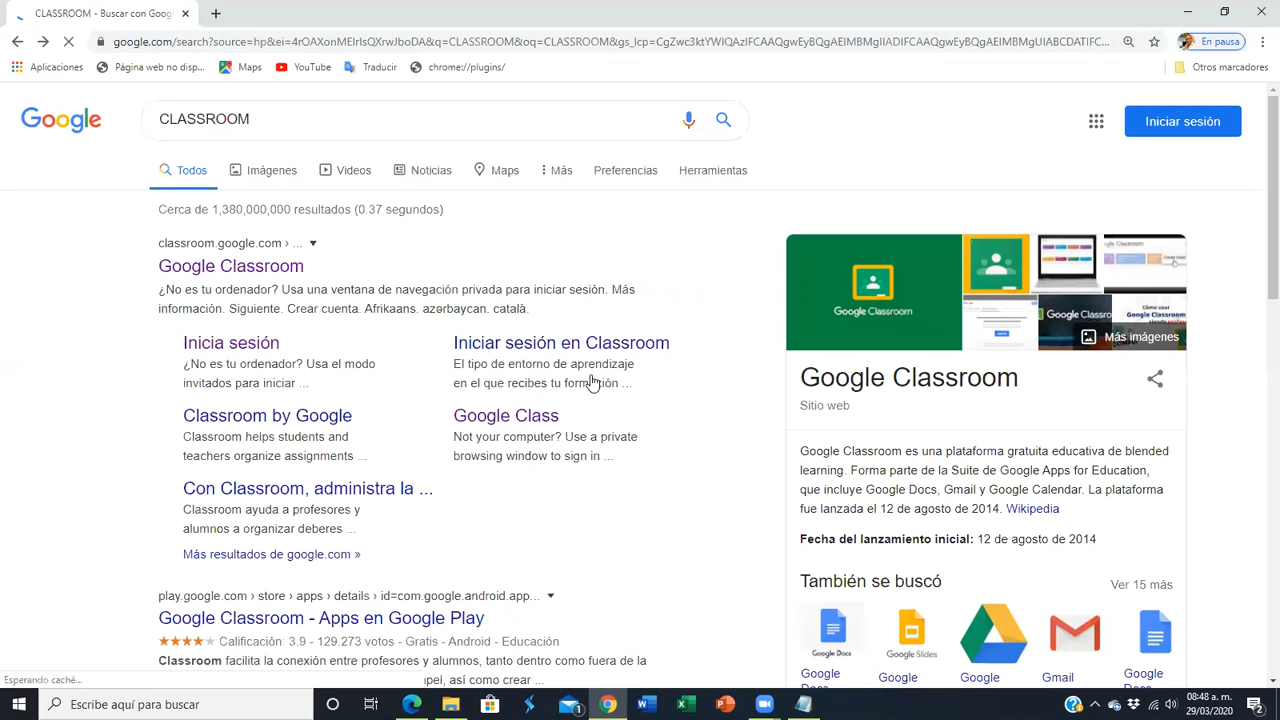 CLASSROOM - Buscar con Goog
google.com/search?source=hp&ei=4rOAXonMElrIsQXrwJboDA&q=CLASSROOM&oq=CLASSROOM&gs_lcp=CgZwc3ktYWIQAzIFCAAQgwEyBQgAEIMBMgIIADIFCAAQgwEyBQgAEIMBMgUIABCDATIFC...
En pausa
Aplicaciones
Página web no disp...
Maps
YouTube
Traducir
chrome://plugins/
Otros marcadores
Google
CLASSROOM
Iniciar sesión
Todos
Imágenes
Videos
Noticias
Maps
Más
Preferencias
Herramientas
Cerca de 1,380,000,000 resultados (0.37 segundos)
classroom.google.com › ...
Google Classroom
¿No es tu ordenador? Usa una ventana de navegación privada para iniciar sesión. Más
información. Siguiente. Crear cuenta. Afrikaans. azərbaycan. català
Inicia sesión
¿No es tu ordenador? Usa el modo
invitados para iniciar ...
Iniciar sesión en Classroom
El tipo de entorno de aprendizaje
en el que recibes tu formación ...
Classroom by Google
Classroom helps students and
teachers organize assignments ...
Google Class
Not your computer? Use a private
browsing window to sign in ...
Con Classroom, administra la ...
Classroom ayuda a profesores y
alumnos a organizar deberes ...
Más resultados de google.com »
play.google.com › store › apps › details › id=com.google.android.app...
Google Classroom - Apps en Google Play
Calificación: 3.9 - 129.273 votos - Gratis - Android - Educación
Classroom facilita la conexión entre profesores y alumnos, tanto dentro como fuera de la
así como crear ...
Google Classroom
Google Classro
Cómo usar
Más imágenes
Google Classroom
Sitio web
Google Classroom es una plataforma gratuita educativa de blended
learning. Forma parte de la Suite de Google Apps for Education,
que incluye Google Docs, Gmail y Google Calendar. La plataforma
fue lanzada el 12 de agosto de 2014. Wikipedia
Fecha del lanzamiento inicial: 12 de agosto de 2014
También se buscó
Ver 15 más
Google Docs
Google Slides
Google
Google
Google
Gmail
Google
Esperando caché...
Escribe aquí para buscar
08:48 a. m.
29/03/2020